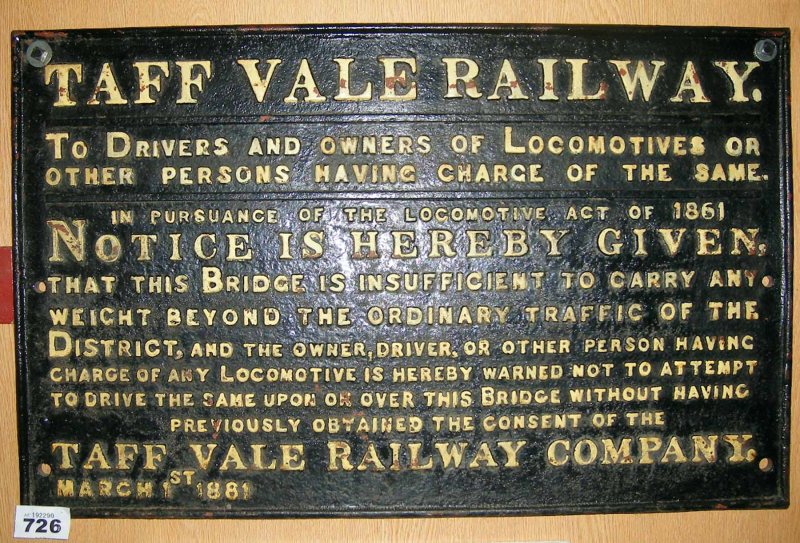 TAFF VALE RAILWAY.
TO DRIVERS AND OWNERS OF LOCOMOTIVES OR
OTHER PERSONS HAVING CHARGE OF THE SAME.
IN PURSUANCE OF THE LOCOMOTIVE ACT OF 1861
NOTICE IS HEREBY GIVEN,
THAT THIS BRIDGE IS INSUFFICIENT TO CARRY ANY
WEIGHT BEYOND THE ORDINARY TRAFFIC OF THE
DISTRICT, AND THE OWNER, DRIVER, OR OTHER PERSON HAVING
CHARGE OF ANY LOCOMOTIVE IS HEREBY WARNED NOT TO ATTEMPT
TO DRIVE THE SAME UPON OR OVER THIS BRIDGE WITHOUT HAVING
PREVIOUSLY OBTAINED THE CONSENT OF THE
TAFF VALE RAILWAY COMPANY.
MARCH 1ST 1881
192290
726